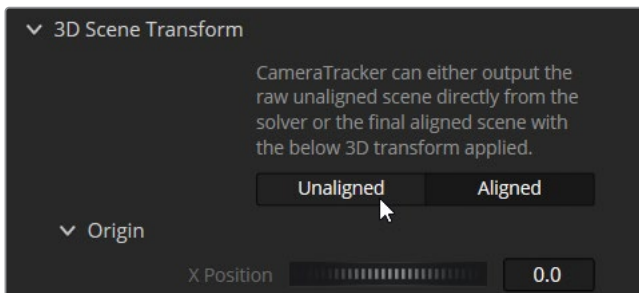 3D Scene Transform
CameraTracker can either output the
raw unaligned scene directly from the
solver or the final aligned scene with
the below 3D transform applied.
Unaligned Aligned
Origin
X Position 0.0